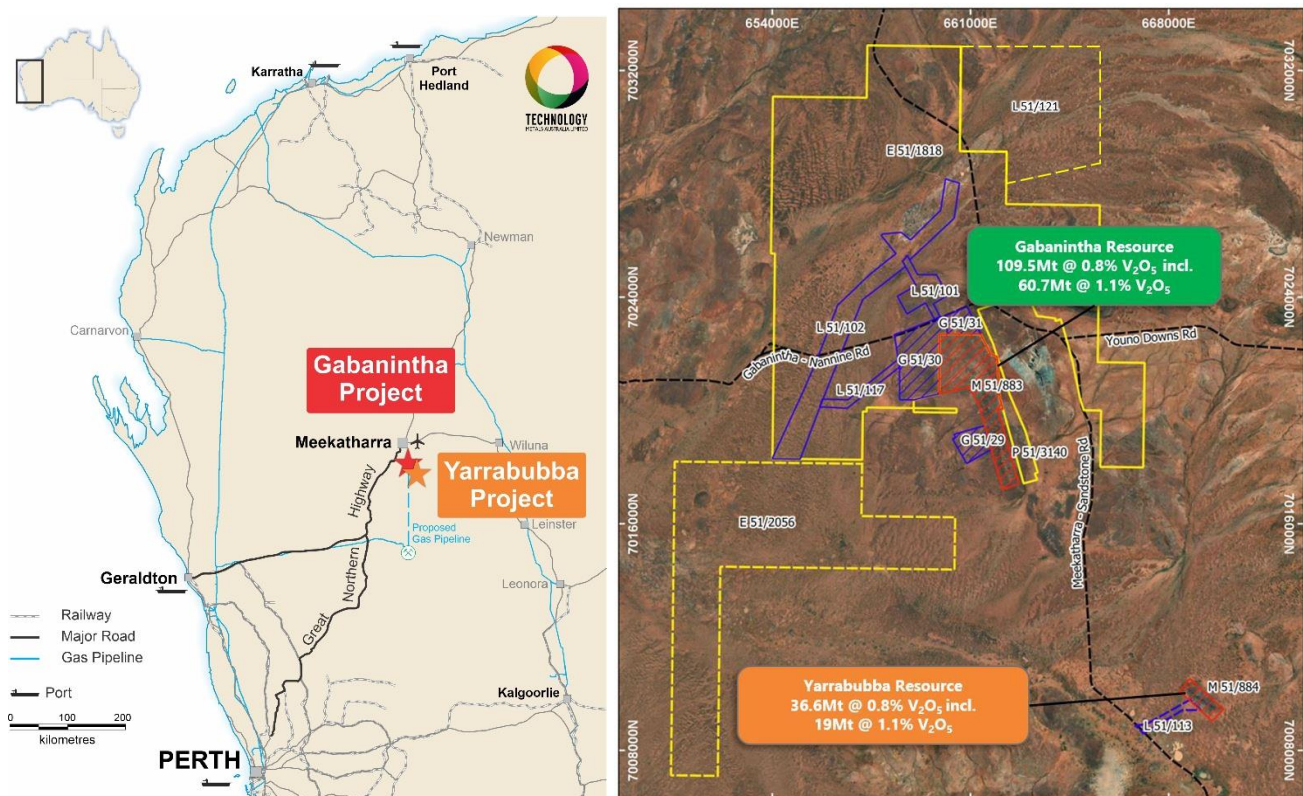 Karratha
Port
Hedland
TECHNOLOGY
METALS AUSTRALIA LIMITED
Newman
Carnarvon
Gabanintha
Project
Meekatharra
Wiluna
Yarrabubba
Project
Highway
Proposed
Gas Pipeline
Leinster
Geraldton
Northern
Leonora
Great
Railway
Major Road
Gas Pipeline
Port
0 100 200
kilometres
Kalgoorlie
PERTH
654000E 661000E 668000E
7032000N 7032000N
L 51/121
E 51/1818
Gabanintha Resource
109.5Mt @ 0.8% V₂O₅ incl.
60.7Mt @ 1.1% V₂O₅
7024000N 7024000N
L 51/101
G 51/31
L 51/102
Youno Downs Rd
Gabanintha - Nannine Rd
G 51/30
M 51/883
L 51/117
G 51/29
P 51/3140
Meekatharra - Sandstone Rd
7016000N 7016000N
E 51/2056
Yarrabubba Resource
36.6Mt @ 0.8% V₂O₅ incl.
19Mt @ 1.1% V₂O₅
M 51/884
L 51/113
7008000N 7008000N